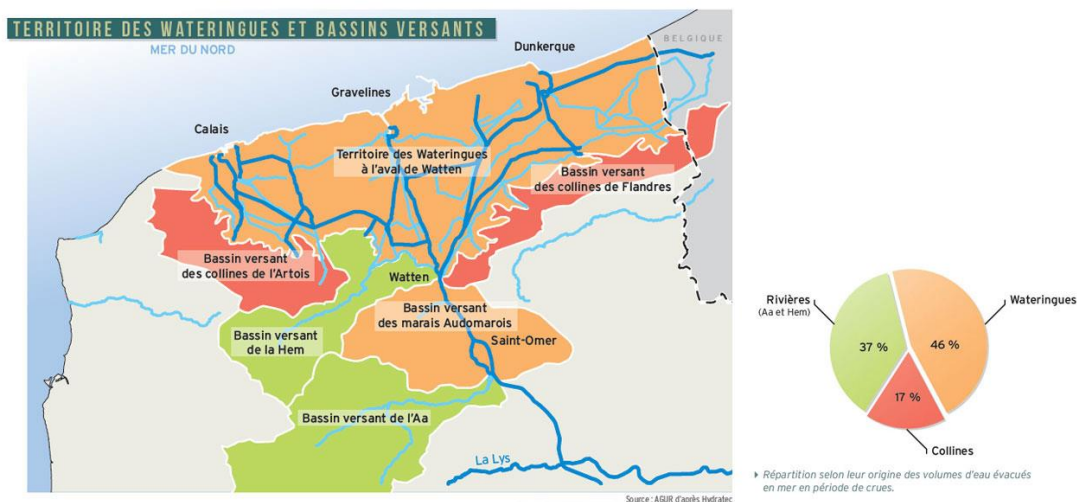 TERRITOIRE DES WATERINGUES ET BASSINS VERSANTS
MER DU NORD
BELGIQUE
Dunkerque
Gravelines
Calais
Territoire des Wateringues
à l'aval de Watten
Bassin versant
des collines de Flandres
Bassin versant
des collines de l'Artois
Watten
Bassin versant
des marais Audomarois
Bassin versant
de la Hem
Saint-Omer
Bassin versant de l'Aa
La Lys
Source : AGUR d'après Hydratec
Rivières
(Aa et Hem)
Wateringues
37 %
46 %
17 %
Collines
Répartition selon leur origine des volumes d'eau évacués
en mer en période de crues.